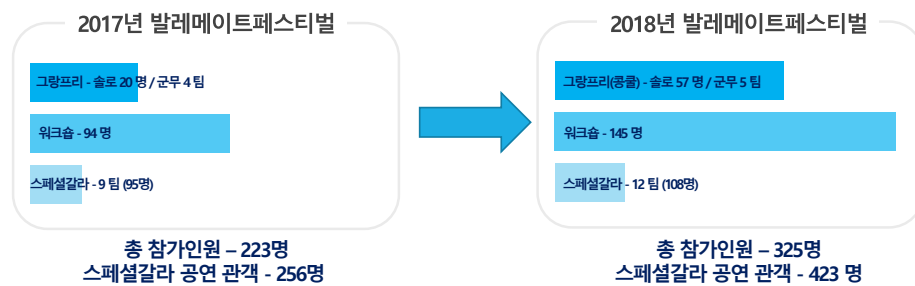 2017년 발레메이트페스티벌
그랑프리 - 솔로 20 명 / 군무 4 팀
워크숍 - 94 명
스페셜갈라 - 9 팀 (95명)
총 참가인원 – 223명
스페셜갈라 공연 관객 - 256명
2018년 발레메이트페스티벌
그랑프리(콩쿨) - 솔로 57 명 / 군무 5 팀
워크숍 - 145 명
스페셜갈라 - 12 팀 (108명)
총 참가인원 – 325명
스페셜갈라 공연 관객 - 423 명